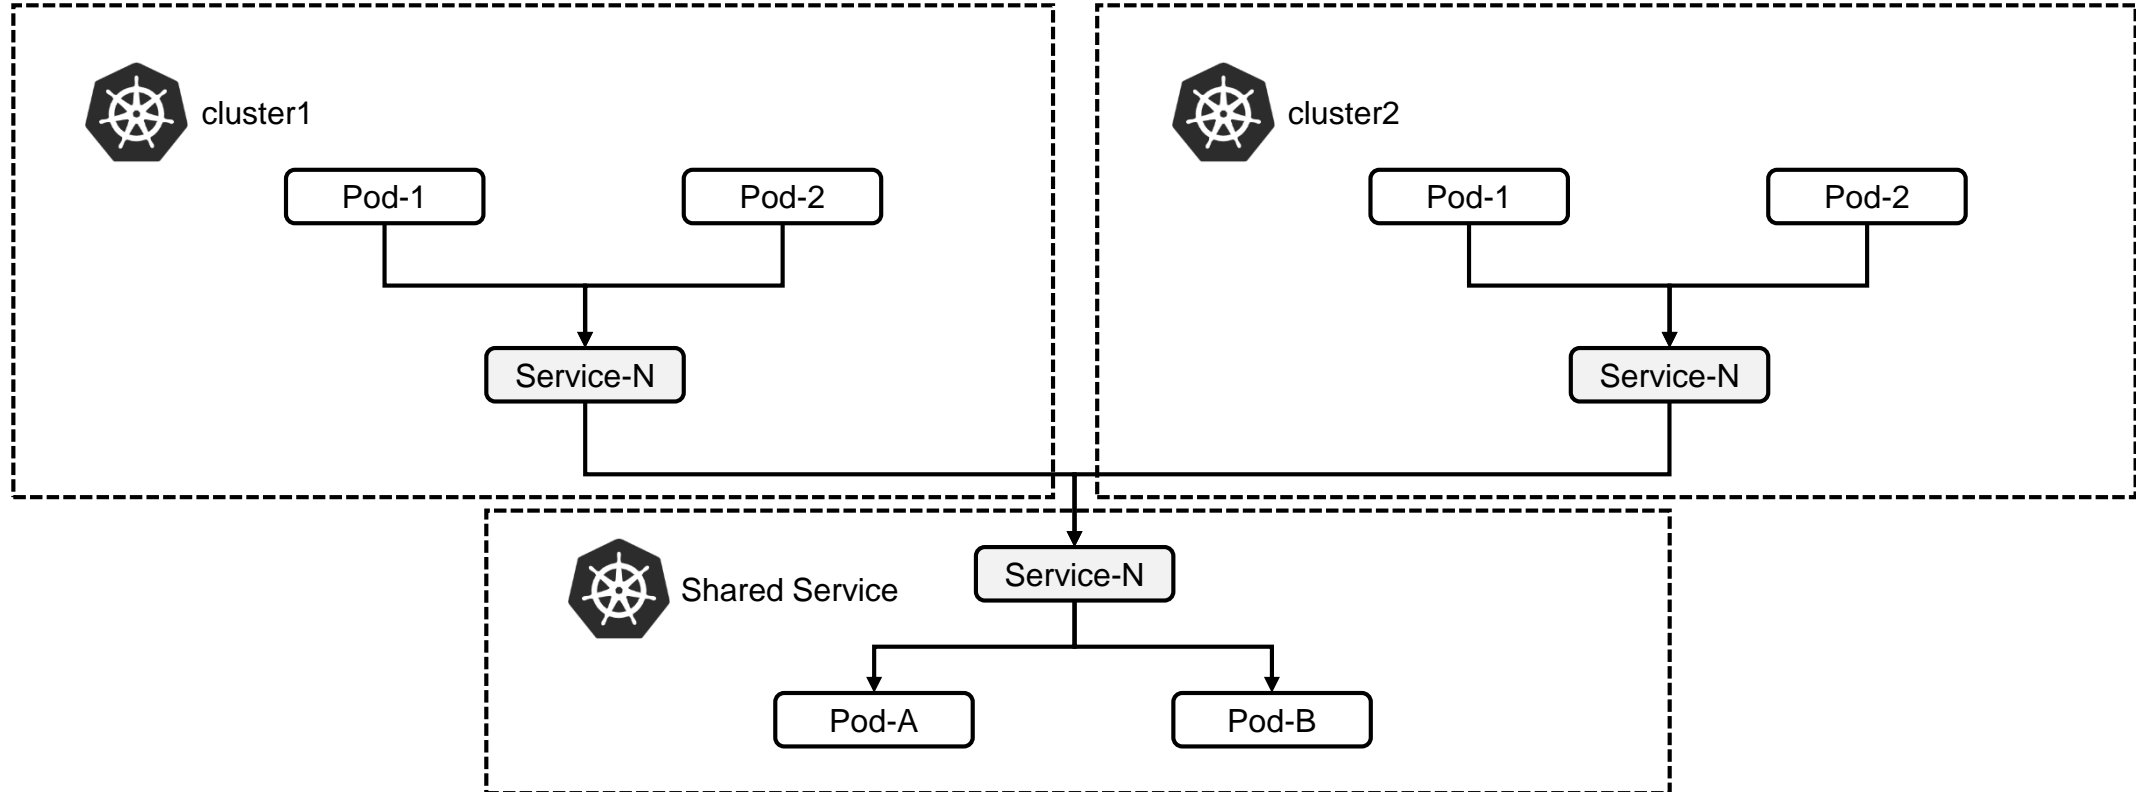 cluster1
Pod-1
Pod-2
Service-N
cluster2
Pod-1
Pod-2
Service-N
Shared Service
Service-N
Pod-A
Pod-B